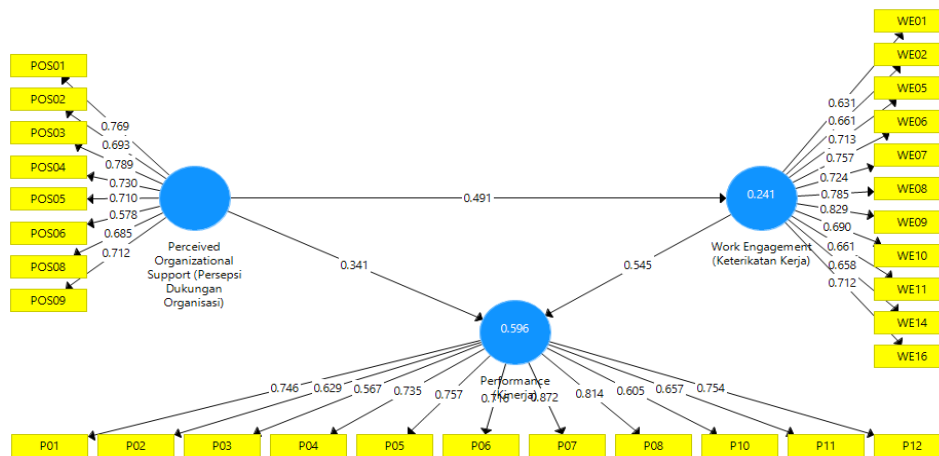 WE01
WE02
WE05
WE06
WE07
WE08
WE09
WE10
WE11
WE14
WE16
POS01
POS02
POS03
POS04
POS05
POS06
POS08
POS09
0.769
0.693
0.789
0.730
0.710
0.578
0.685
0.712
0.631
0.661
0.713
0.757
0.724
0.785
0.829
0.690
0.661
0.658
0.712
0.491
0.241
Perceived
Organizational
Support (Persepsi
Dukungan
Organisasi)
Work Engagement
(Keterikatan Kerja)
0.341
0.545
0.596
Performance
(Kinerja)
0.746
0.629
0.567
0.735
0.757
0.716
0.872
0.814
0.605
0.657
0.754
P01
P02
P03
P04
P05
P06
P07
P08
P10
P11
P12